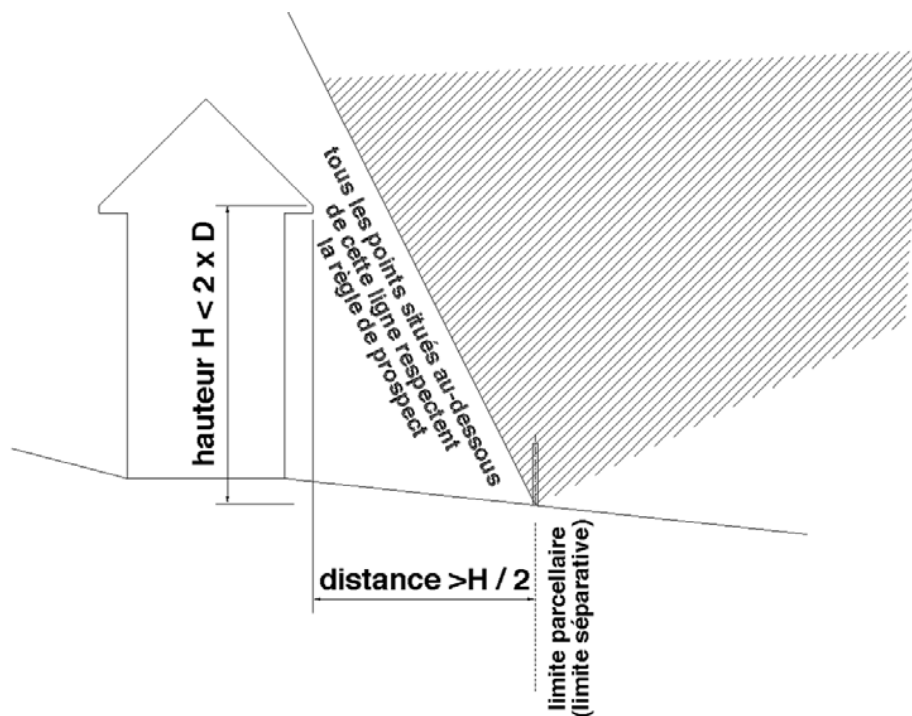 hauteur H < 2 x D
tous les points situés au-dessous
de cette ligne respectent
la règle de prospect
distance >H / 2
limite parcellaire
(limite séparative)